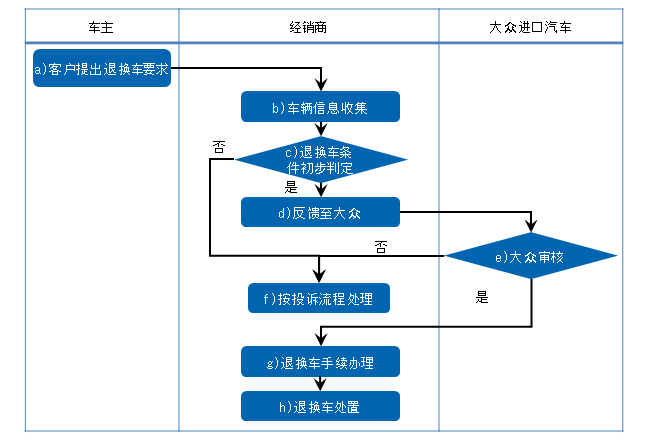 车主
经销商
大众进口汽车
a)客户提出退换车要求
b)车辆信息收集
否
c)退换车条
件初步判定
是
d)反馈至大众
否
e)大众审核
f)按投诉流程处理
是
g)退换车手续办理
h)退换车处置